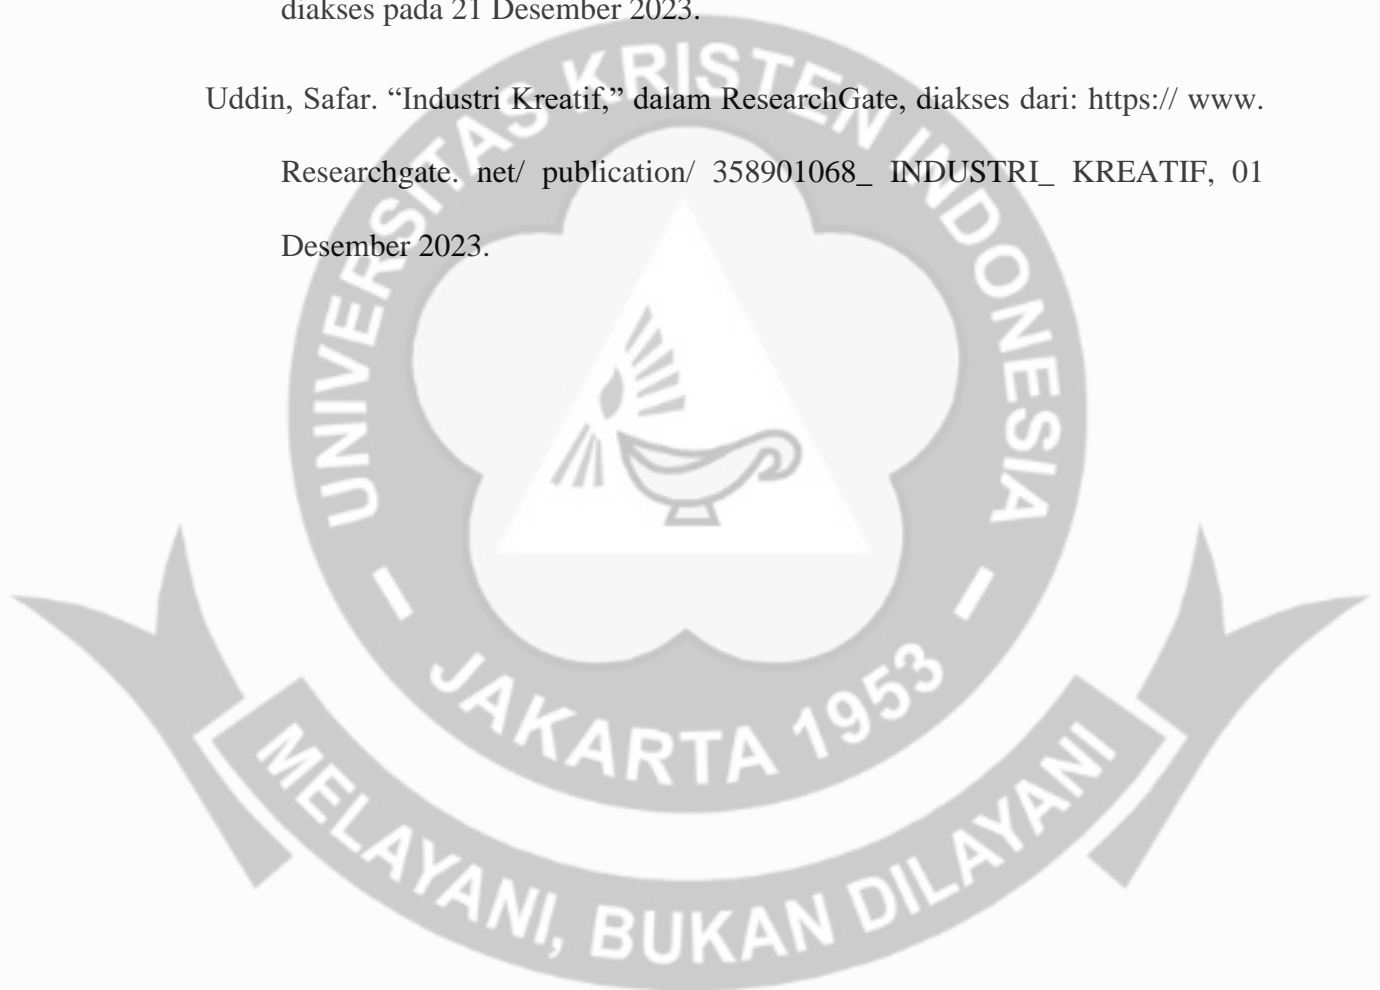 diakses pada 21 Desember 2023.
Uddin, Safar. “Industri Kreatif,” dalam ResearchGate, diakses dari: https:// www.
Researchgate. net/ publication/ 358901068_ INDUSTRI_ KREATIF, 01
Desember 2023.
UNIVERSITAS KRISTEN INDONESIA
JAKARTA 1953
MELAYANI, BUKAN DILAYANI